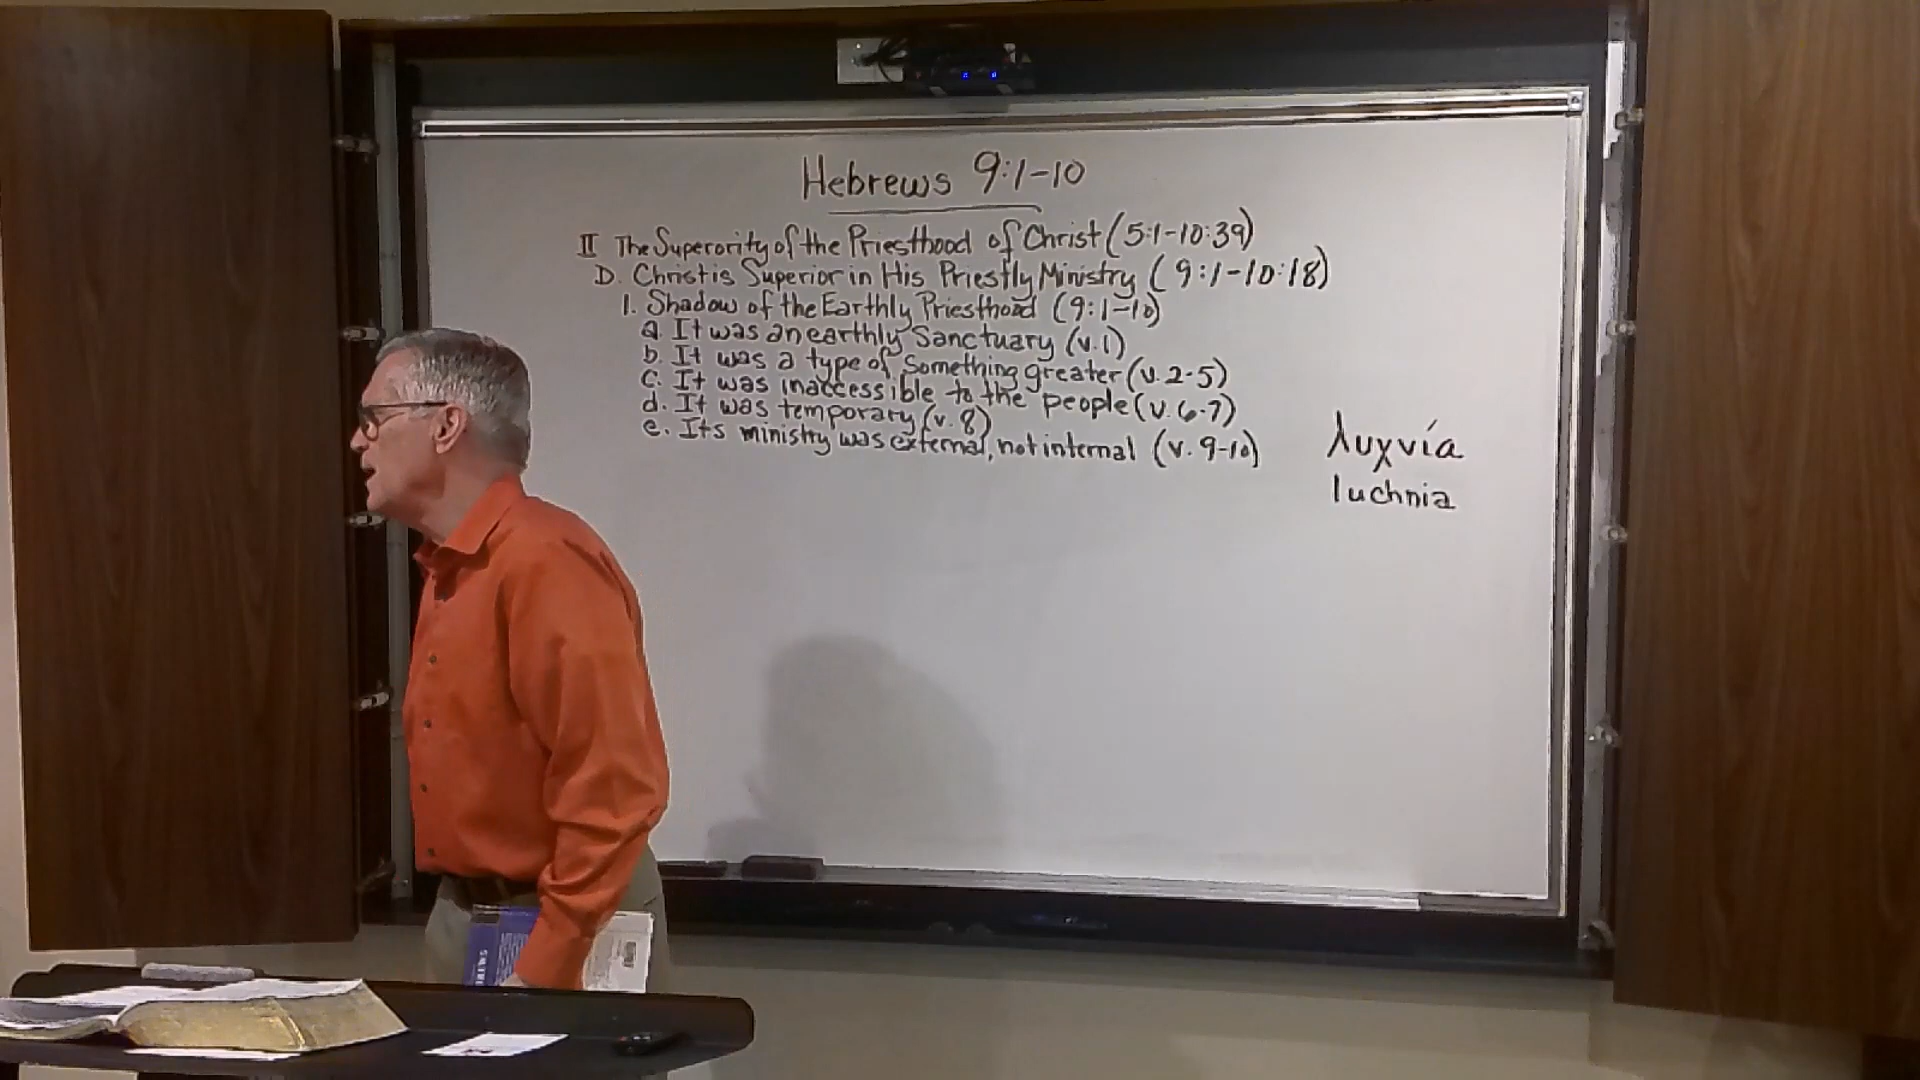 Hebrews 9:1-10
II The Superority of the Priesthood of Christ (5:1-10:39)
D. Christ is Superior in His Priestly Ministry (9:1-10:18)
1. Shadow of the Earthly Priesthood (9:1-10)
a. It was an earthly Sanctuary (v.1)
b. It was a type of Something greater (v.2-5)
c. It was inaccessible to the people (v.6-7)
d. It was temporary (v.8)
e. Its ministry was external, not internal (v.9-10)
λυχνία
luchnia